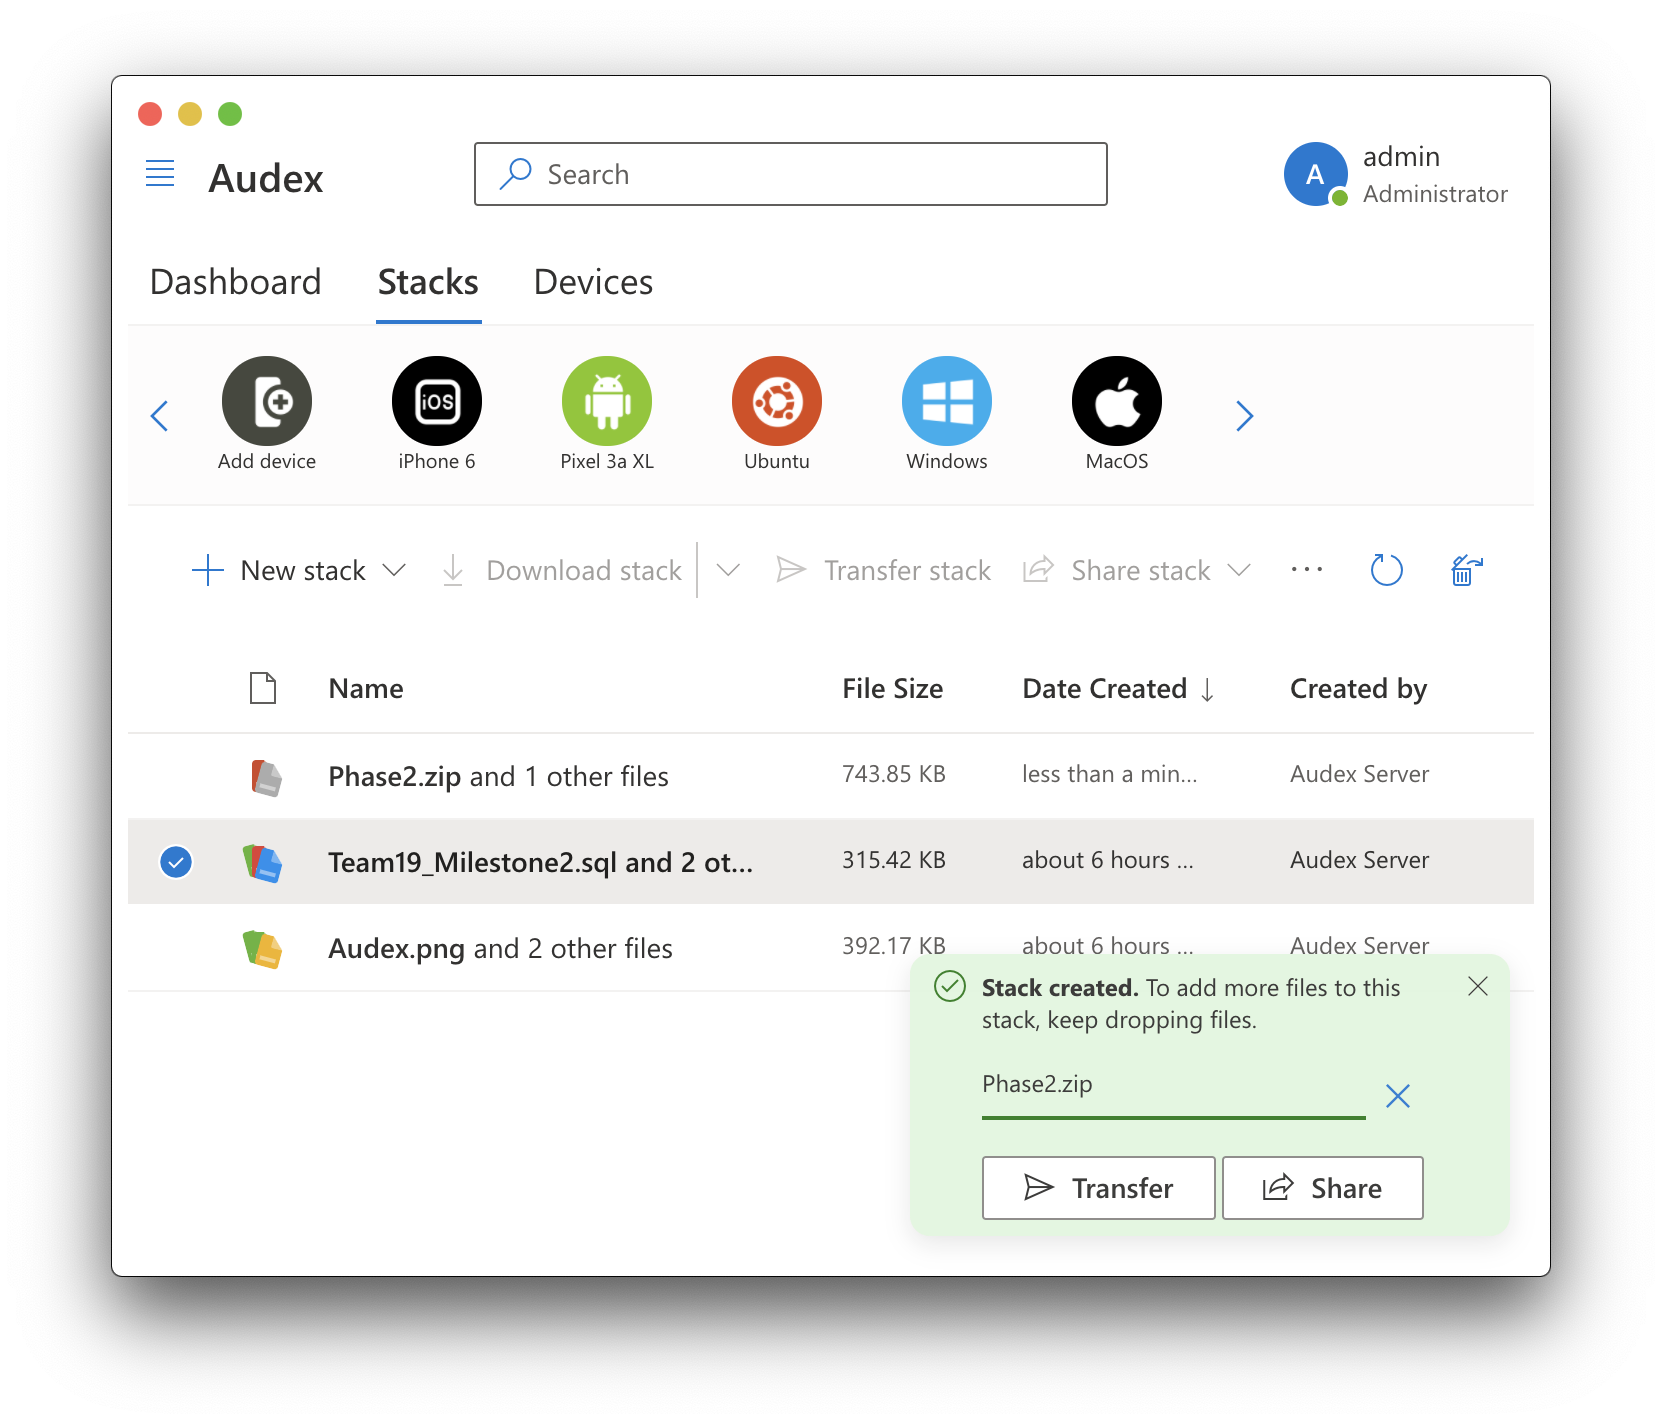 Audex
Search
A
admin
Administrator
Dashboard
Stacks
Devices
iOS
Add device
iPhone 6
Pixel 3a XL
Ubuntu
Windows
MacOS
New stack
Download stack
Transfer stack
Share stack
Name
File Size
Date Created ↓
Created by
Phase2.zip and 1 other files
743.85 KB
less than a min...
Audex Server
Team19_Milestone2.sql and 2 ot...
315.42 KB
about 6 hours ...
Audex Server
Audex.png and 2 other files
392.17 KB
about 6 hours ...
Audex Server
Stack created. To add more files to this
stack, keep dropping files.
Phase2.zip
Transfer
Share